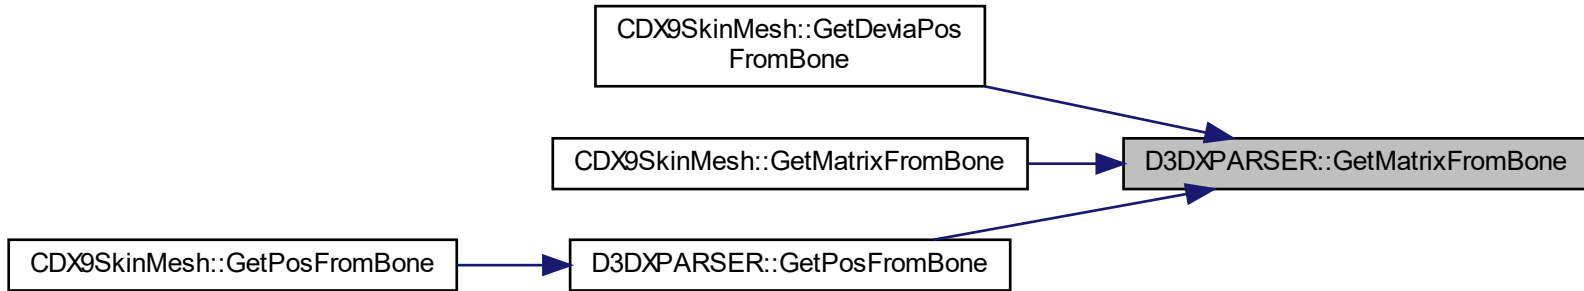 CDX9SkinMesh::GetDeviaPos
FromBone
CDX9SkinMesh::GetMatrixFromBone
D3DXPARSER::GetMatrixFromBone
CDX9SkinMesh::GetPosFromBone
D3DXPARSER::GetPosFromBone